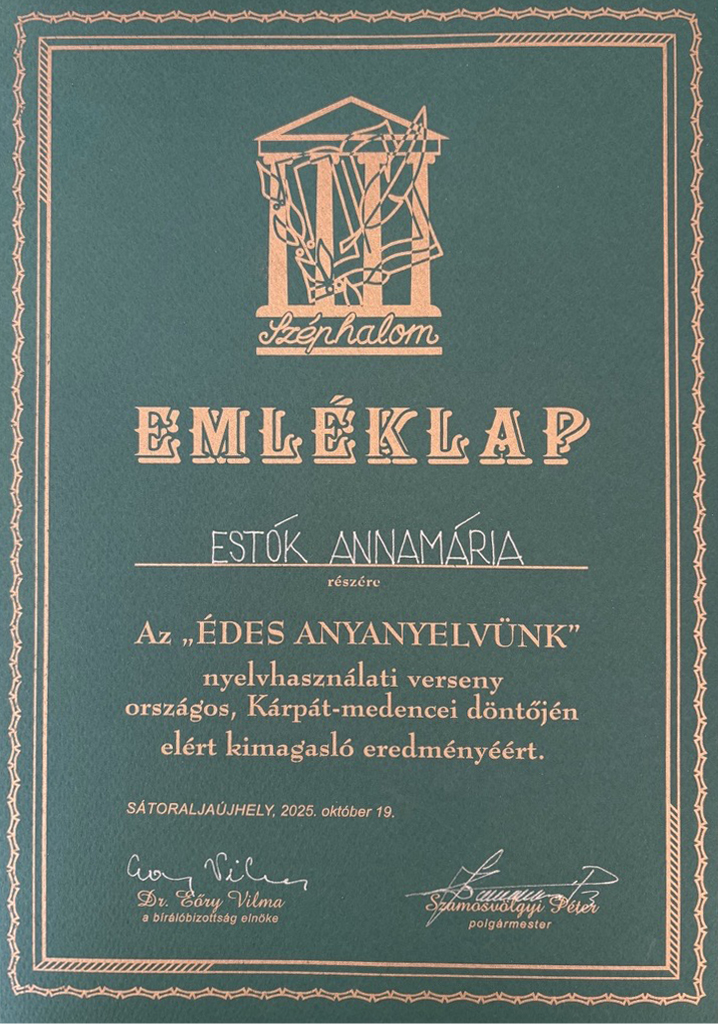 Széphalom
EMLÉKLAP
ESTÓK ANNAMÁRIA
részére
Az „ÉDES ANYANYELVÜNK”
nyelvhasználati verseny
országos, Kárpát-medencei döntőjén
elért kimagasló eredményéért.
SÁTORALJAÚJHELY, 2025. október 19.
Dr. Eőry Vilma
a bírálóbizottság elnöke
Szamosvölgyi Péter
polgármester